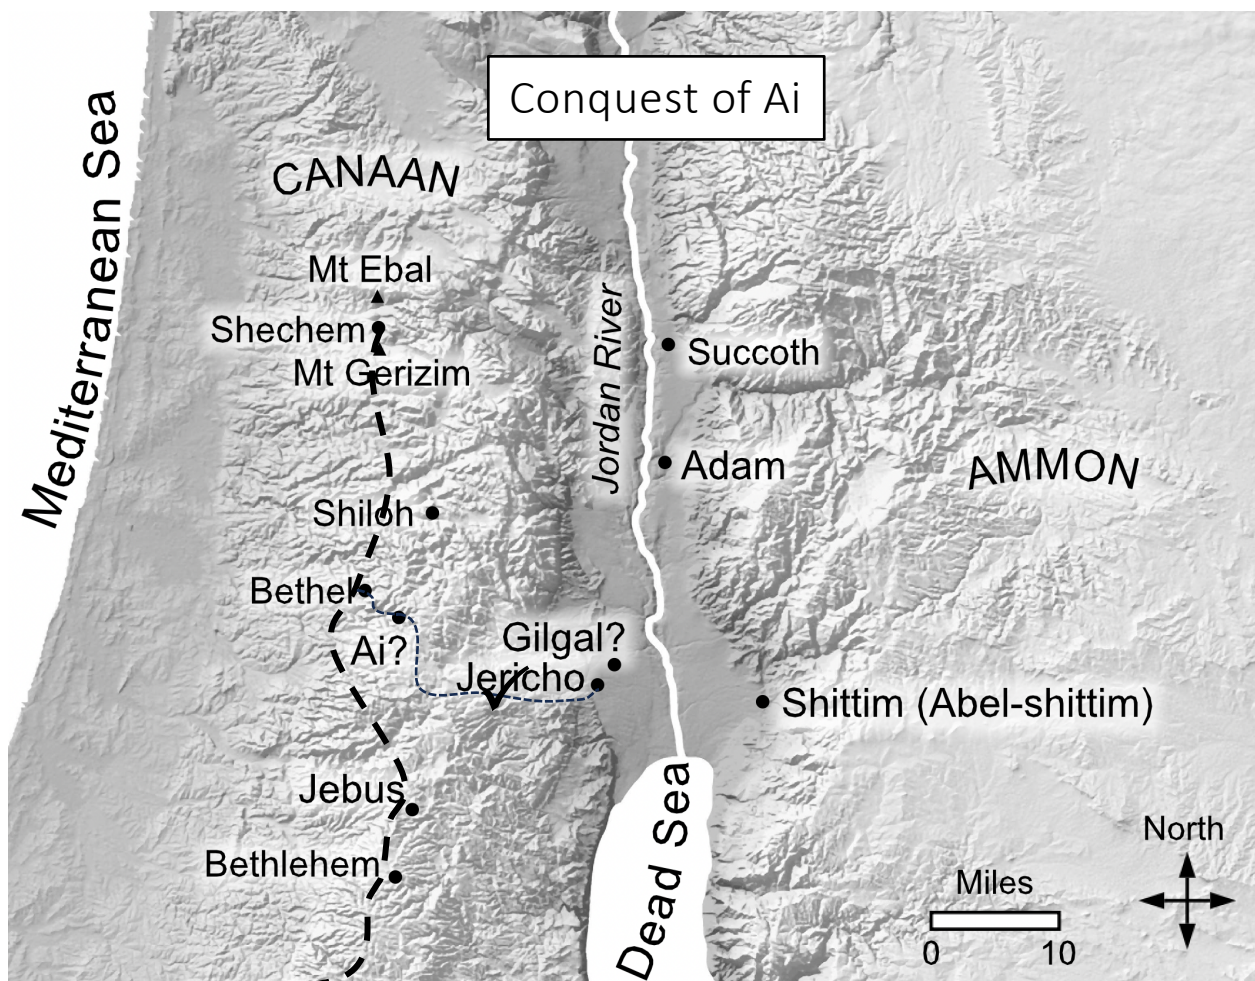 Conquest of Ai
Mediterranean Sea
CANAAN
Mt Ebal
Shechem
Mt Gerizim
Jordan River
Succoth
Adam
AMMON
Shiloh
Bethel
Ai?
Gilgal?
Jericho
Shittim (Abel-shittim)
Jebus
Bethlehem
Dead Sea
North
Miles
0 10